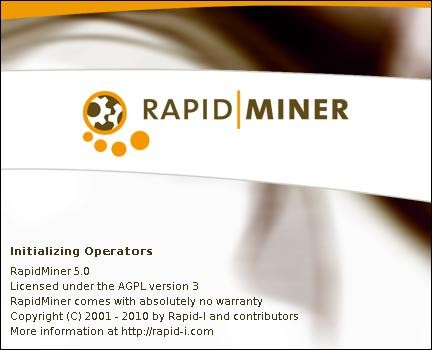 RAPID|MINER
Initializing Operators
RapidMiner 5.0
Licensed under the AGPL version 3
RapidMiner comes with absolutely no warranty
Copyright (C) 2001 - 2010 by Rapid-I and contributors
More information at http://rapid-i.com